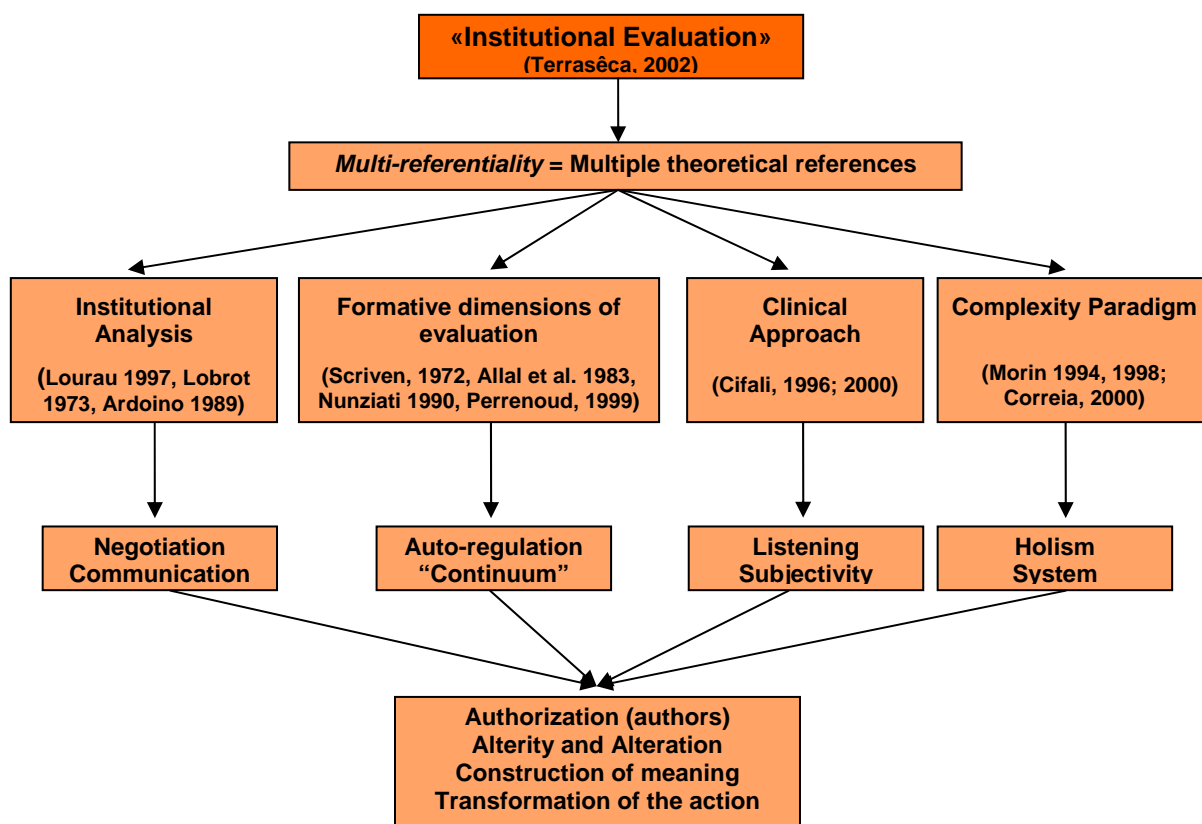 «Institutional Evaluation»
(Terrasêca, 2002)
Multi-referentiality = Multiple theoretical references
Institutional
Analysis
(Lourau 1997, Lobrot
1973, Ardoino 1989)
Formative dimensions of
evaluation
(Scriven, 1972, Allal et al. 1983,
Nunziati 1990, Perrenoud, 1999)
Clinical
Approach
(Cifali, 1996; 2000)
Complexity Paradigm
(Morin 1994, 1998;
Correia, 2000)
Negotiation
Communication
Auto-regulation
“Continuum”
Listening
Subjectivity
Holism
System
Authorization (authors)
Alterity and Alteration
Construction of meaning
Transformation of the action